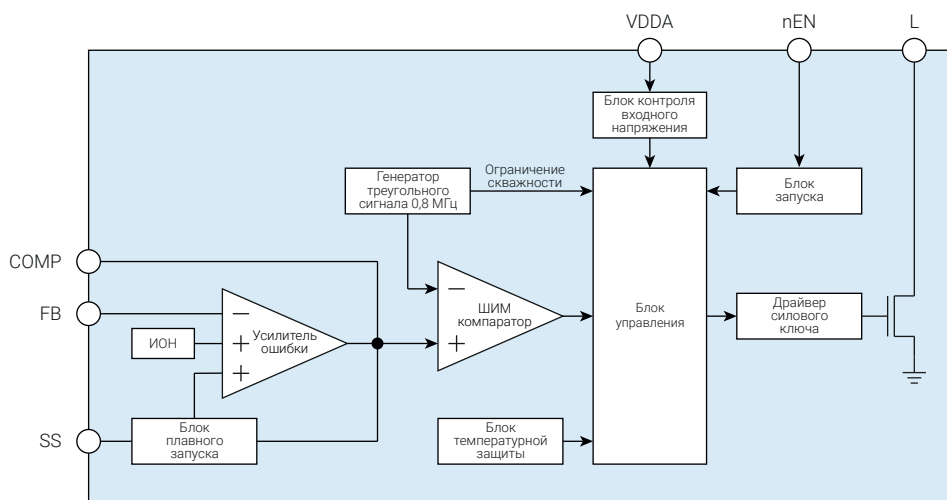 VDDA
nEN
L
Блок контроля
входного
напряжения
Генератор
треугольного
сигнала 0,8 МГц
Ограничение
скважности
Блок
запуска
COMP
FB
ИОН
−
+
+
Усилитель
ошибки
−
+
ШИМ
компаратор
Блок
управления
Драйвер
силового
ключа
SS
Блок
плавного
запуска
Блок
температурной
защиты